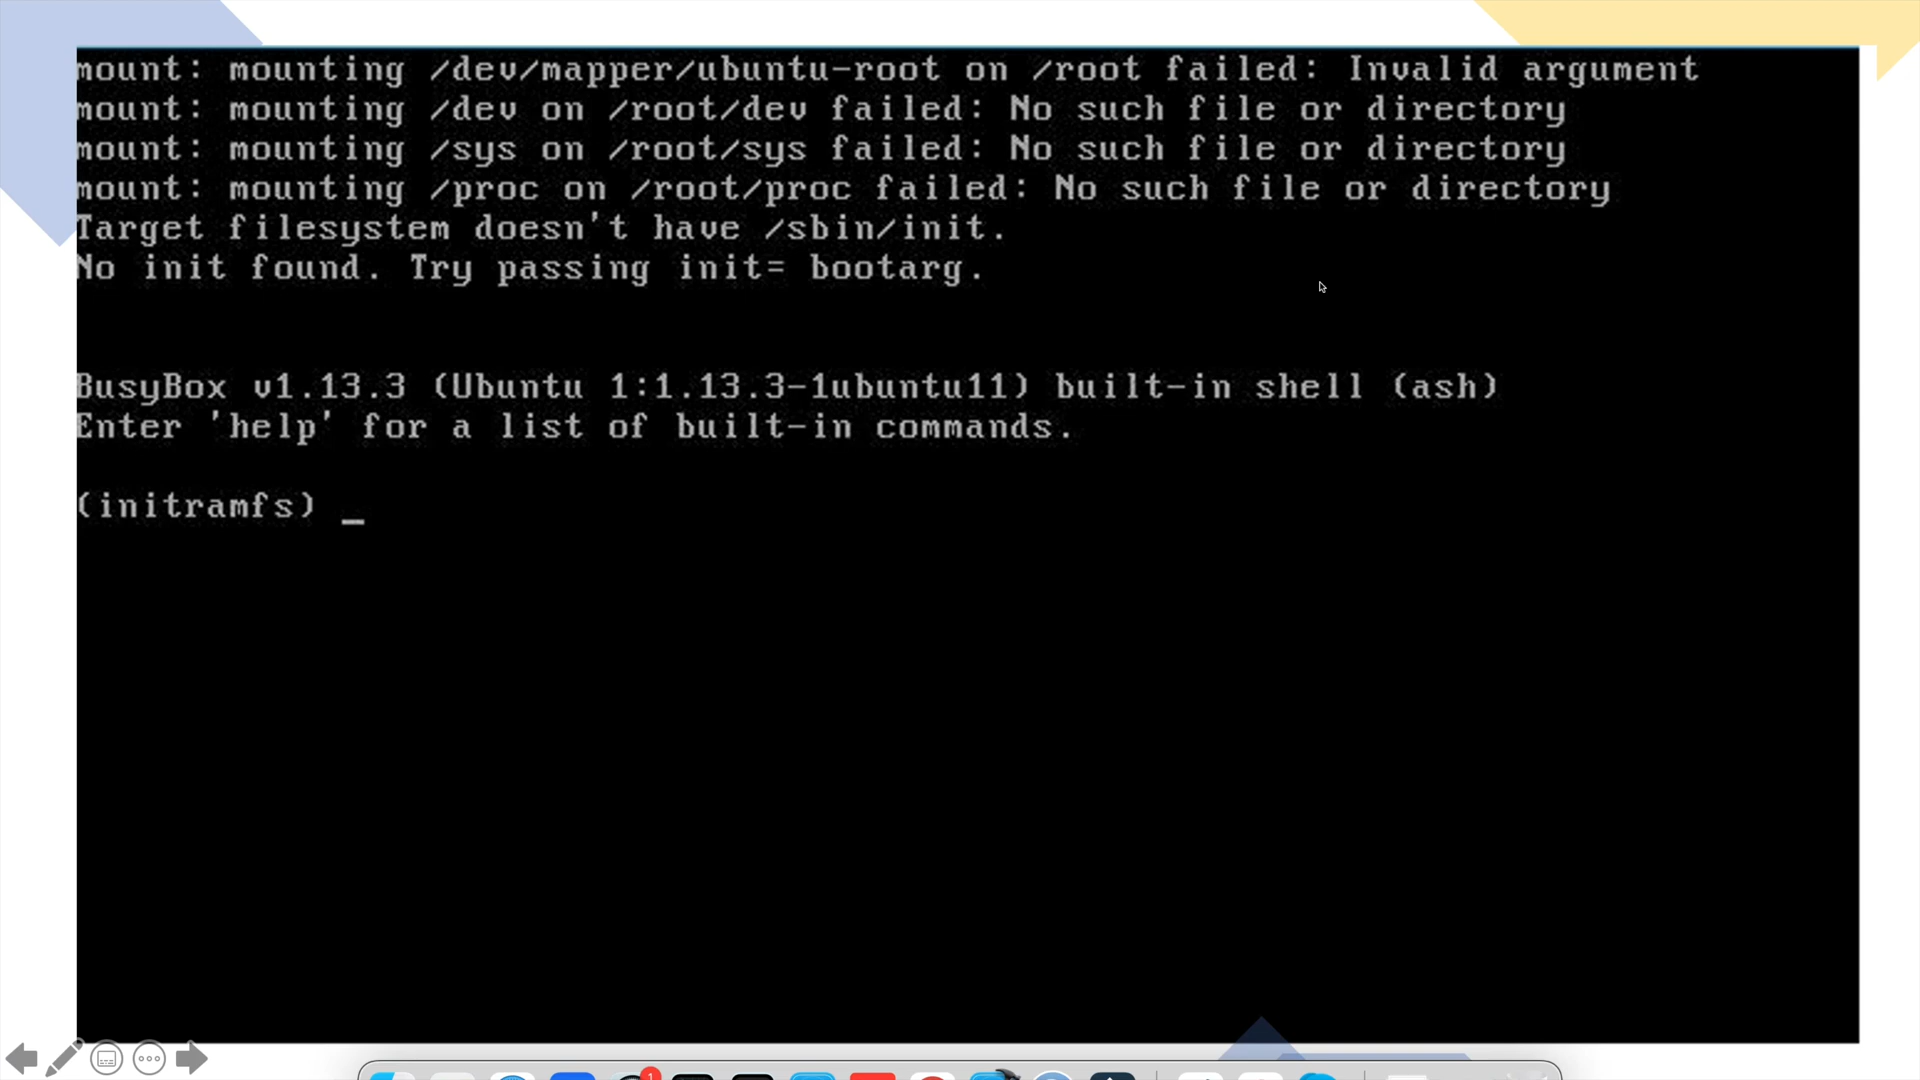 mount: mounting /dev/mapper/ubuntu-root on /root failed: Invalid argument
mount: mounting /dev on /root/dev failed: No such file or directory
mount: mounting /sys on /root/sys failed: No such file or directory
mount: mounting /proc on /root/proc failed: No such file or directory
Target filesystem doesn't have /sbin/init.
No init found. Try passing init= bootarg.
BusyBox v1.13.3 (Ubuntu 1:1.13.3-1ubuntu11) built-in shell (ash)
Enter 'help' for a list of built-in commands.
(initramfs) _
1